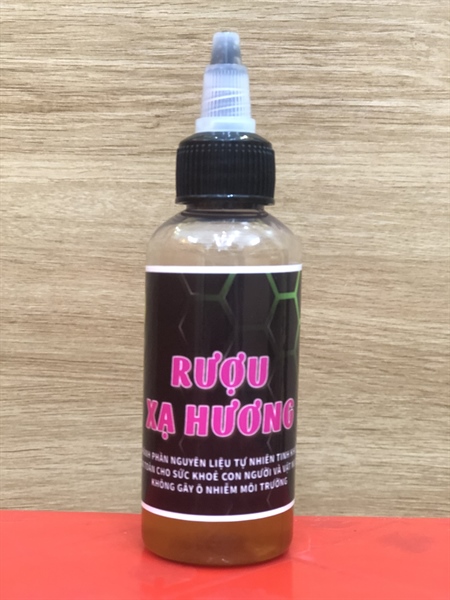 RƯỢU
XẠ HƯƠNG
PHẦN NGUYÊN LIỆU TỰ NHIÊN TINH
TOÀN CHO SỨC KHOẺ CON NGƯỜI VÀ VẬT
KHÔNG GÂY Ô NHIỄM MÔI TRƯỜNG